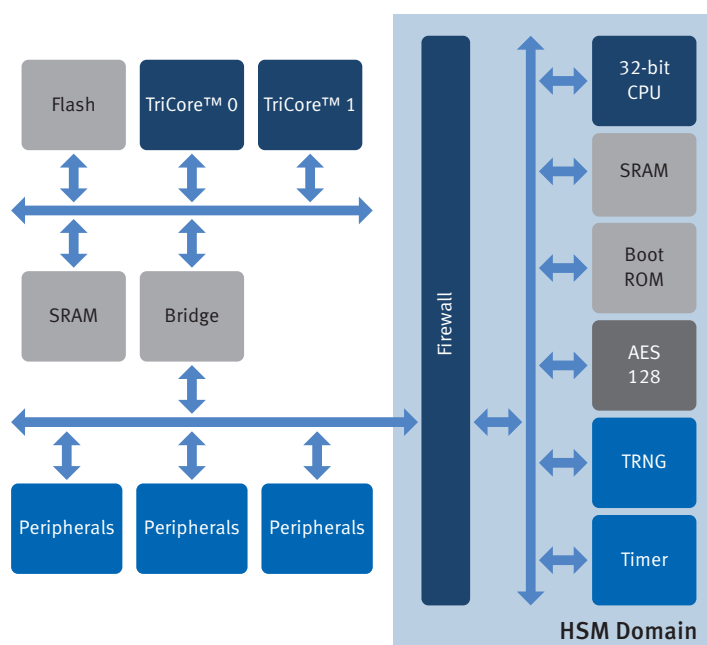 Flash
TriCore™ 0
TriCore™ 1
SRAM
Bridge
Peripherals
Peripherals
Peripherals
Firewall
32-bit
CPU
SRAM
Boot
ROM
AES
128
TRNG
Timer
HSM Domain